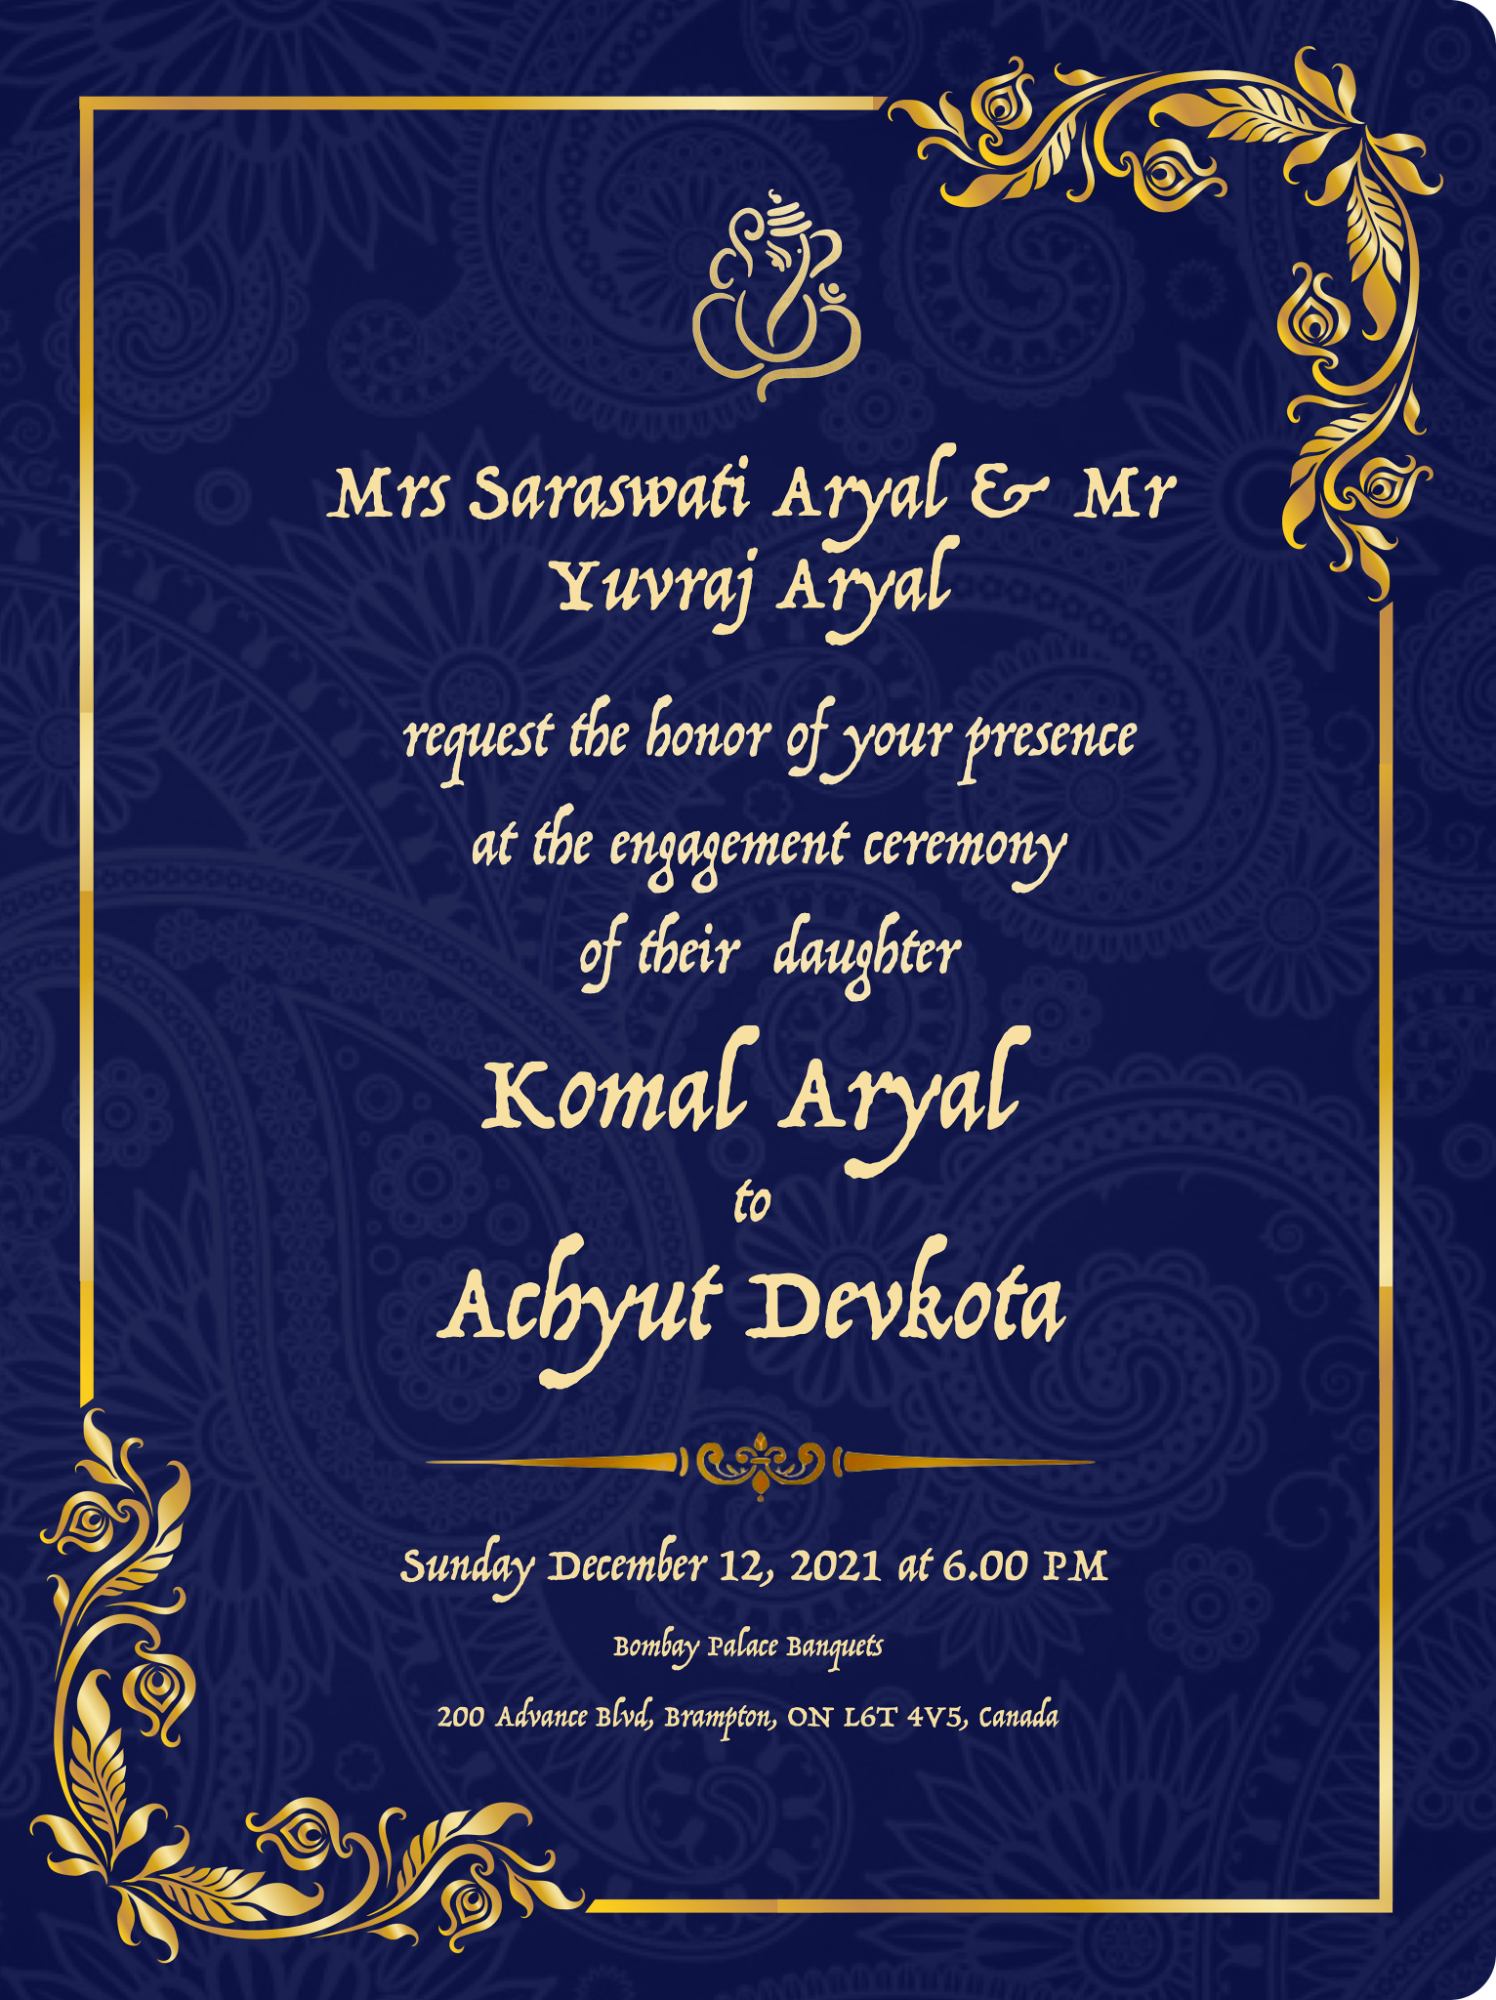 Mrs Saraswati Aryal & Mr
Yuvraj Aryal
request the honor of your presence
at the engagement ceremony
of their daughter
Komal Aryal
to
Achyut Devkota
Sunday December 12, 2021 at 6.00 PM
Bombay Palace Banquets
200 Advance Blvd, Brampton, ON L6T 4V5, Canada